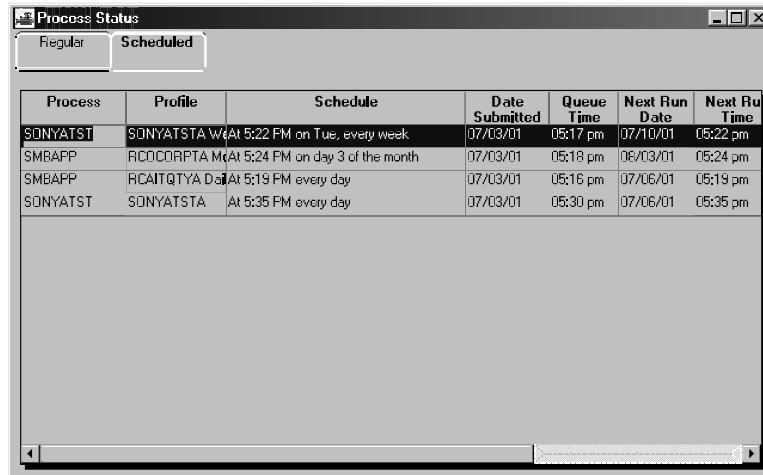 Process Status
Regular Scheduled
Process Profile Schedule Date Submitted Queue Time Next Run Date Next Ru Time
SONYATST SONYATSTA We At 5:22 PM on Tue, every week 07/03/01 05:17 pm 07/10/01 05:22 pm
SMBAPP RCOCORPTA Mo At 5:24 PM on day 3 of the month 07/03/01 05:18 pm 08/03/01 05:24 pm
SMBAPP RCAITQTYA Dail At 5:19 PM every day 07/03/01 05:16 pm 07/06/01 05:19 pm
SONYATST SONYATSTA At 5:35 PM every day 07/03/01 05:30 pm 07/06/01 05:35 pm